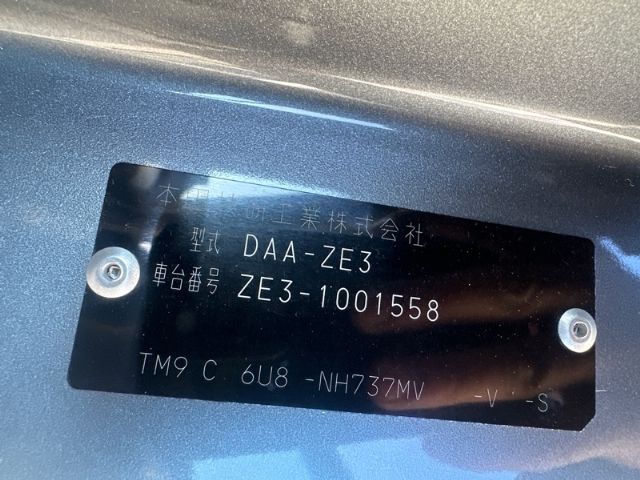 本田技研工業株式会社
型式 DAA-ZE3
車台番号 ZE3-1001558
TM9 C 6U8 -NH737MV -V -S